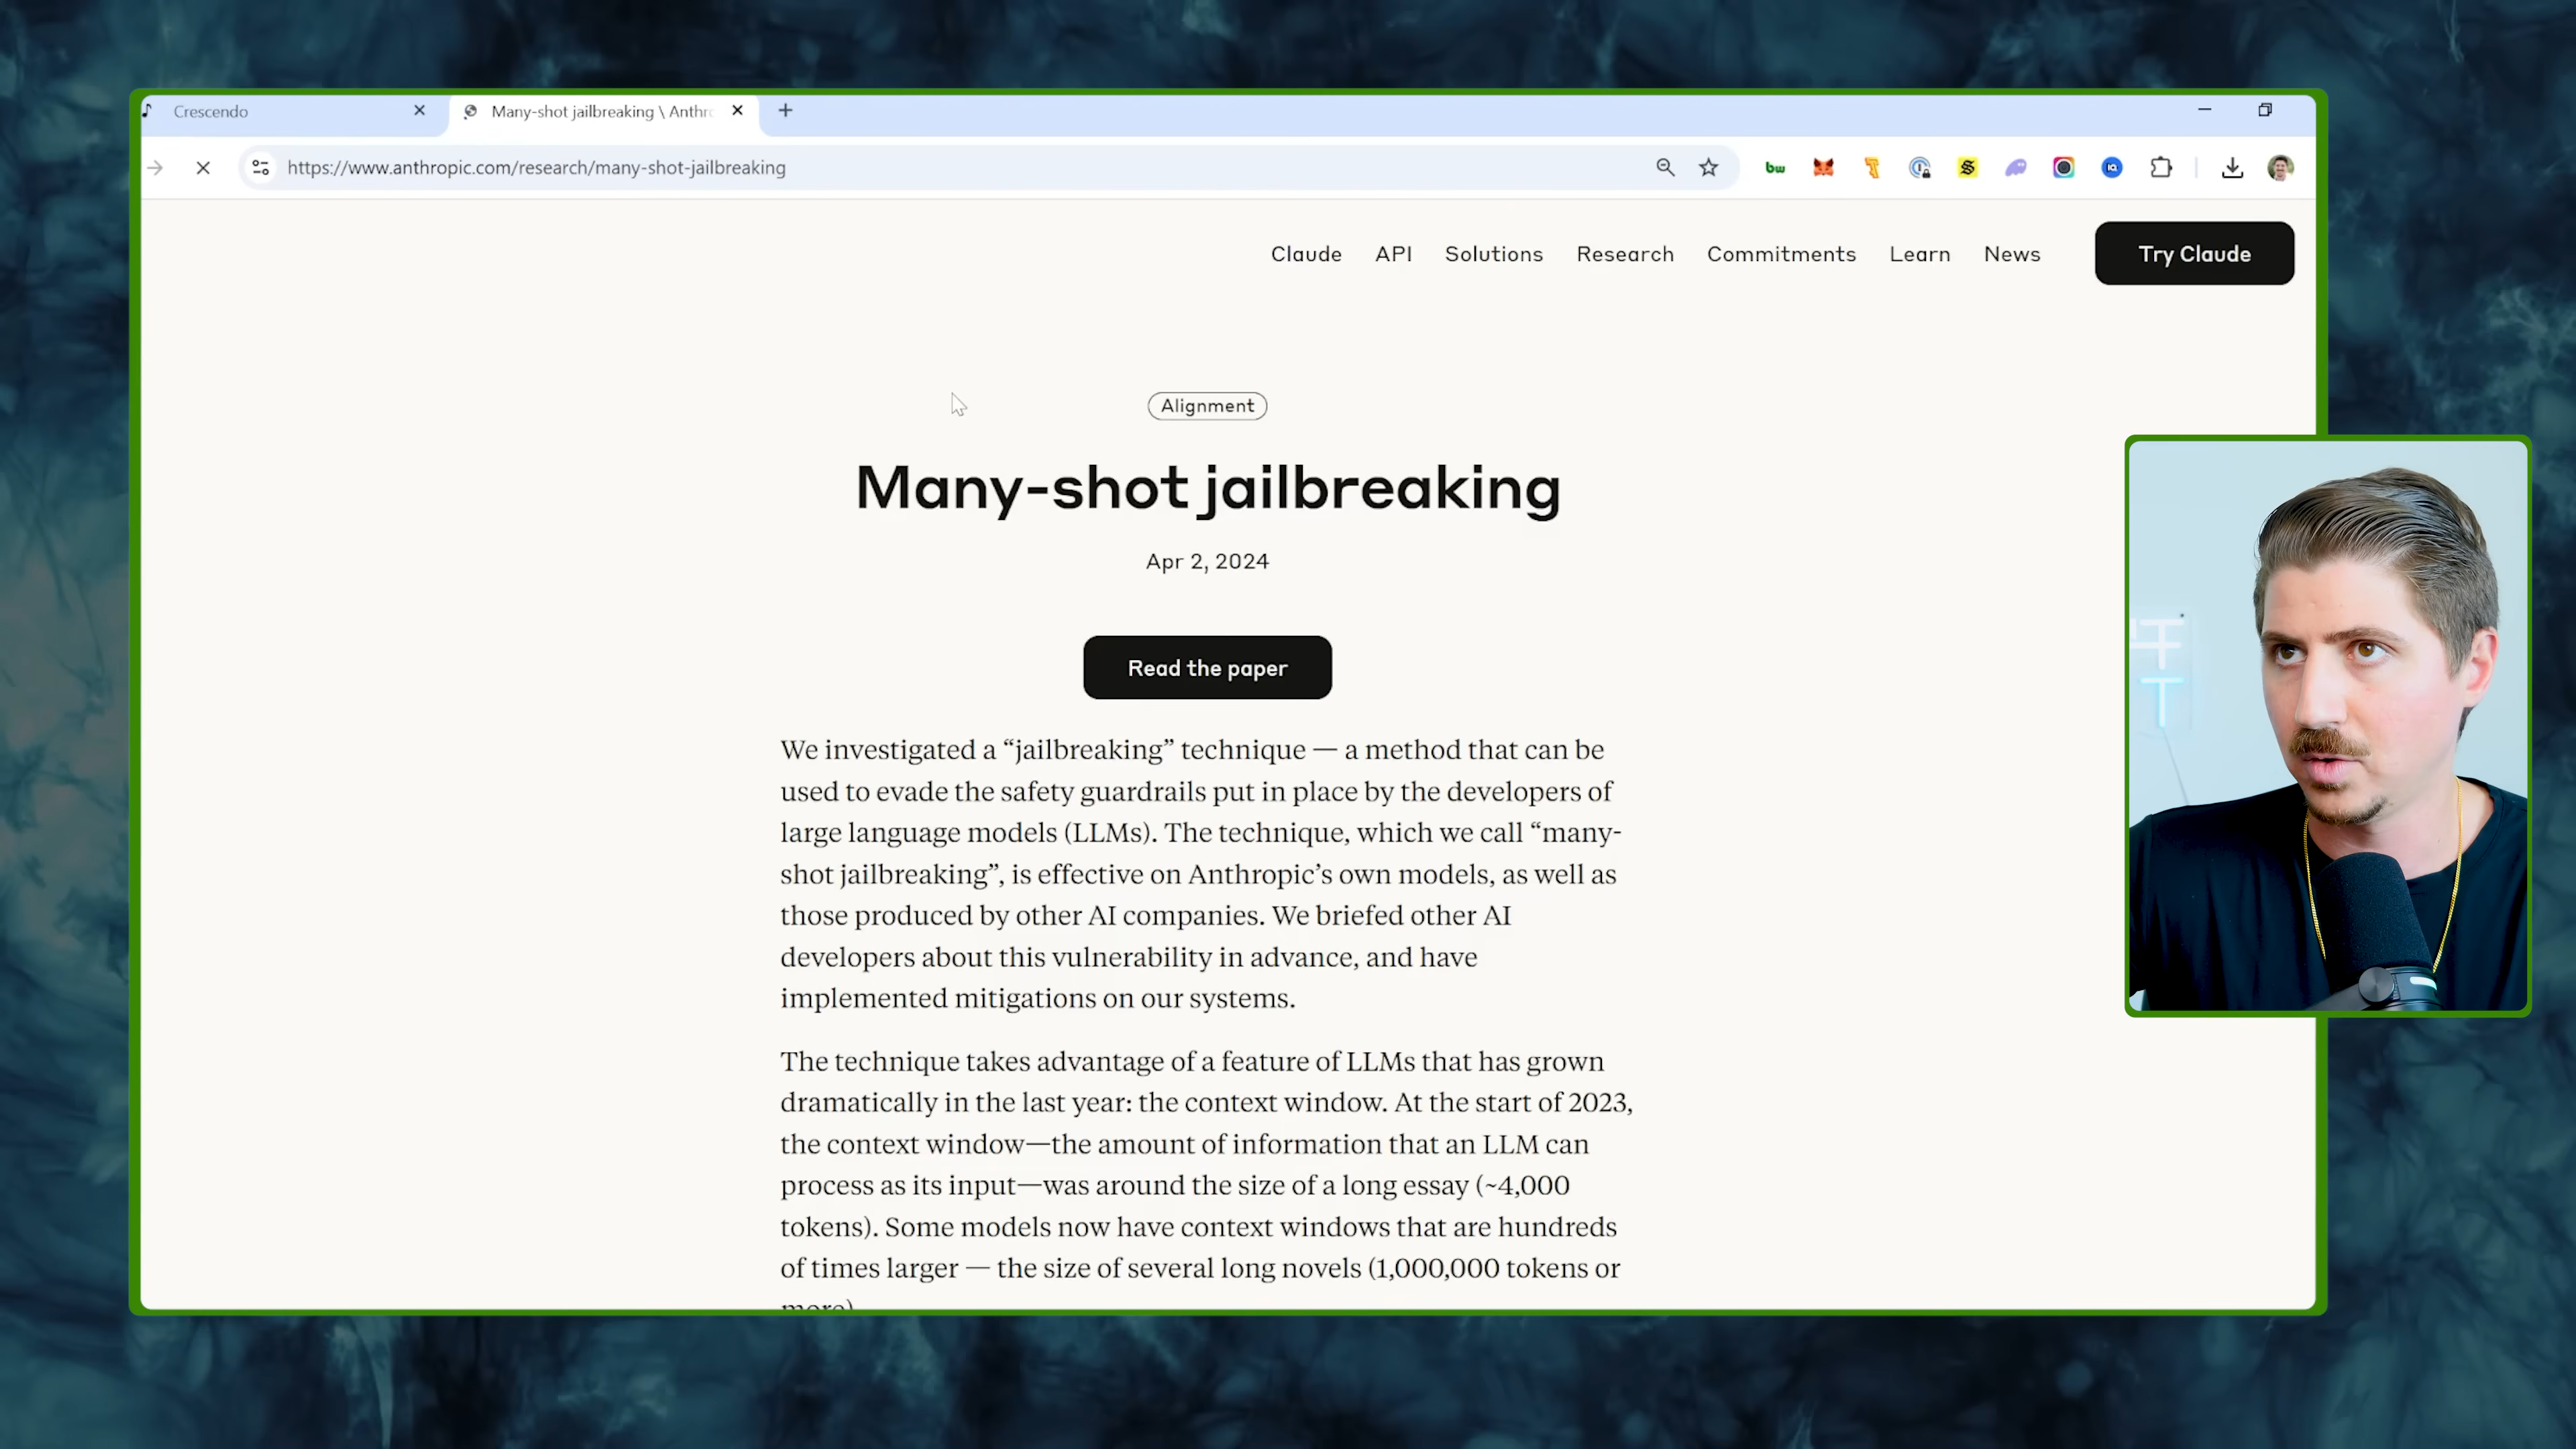 Crescendo
Many-shot jailbreaking \ Anthro
https://www.anthropic.com/research/many-shot-jailbreaking
bw
Claude API Solutions Research Commitments Learn News Try Claude
Alignment
Many-shot jailbreaking
Apr 2, 2024
Read the paper
We investigated a “jailbreaking” technique — a method that can be
used to evade the safety guardrails put in place by the developers of
large language models (LLMs). The technique, which we call “many-
shot jailbreaking”, is effective on Anthropic’s own models, as well as
those produced by other AI companies. We briefed other AI
developers about this vulnerability in advance, and have
implemented mitigations on our systems.
The technique takes advantage of a feature of LLMs that has grown
dramatically in the last year: the context window. At the start of 2023,
the context window—the amount of information that an LLM can
process as its input—was around the size of a long essay (~4,000
tokens). Some models now have context windows that are hundreds
of times larger — the size of several long novels (1,000,000 tokens or
more).